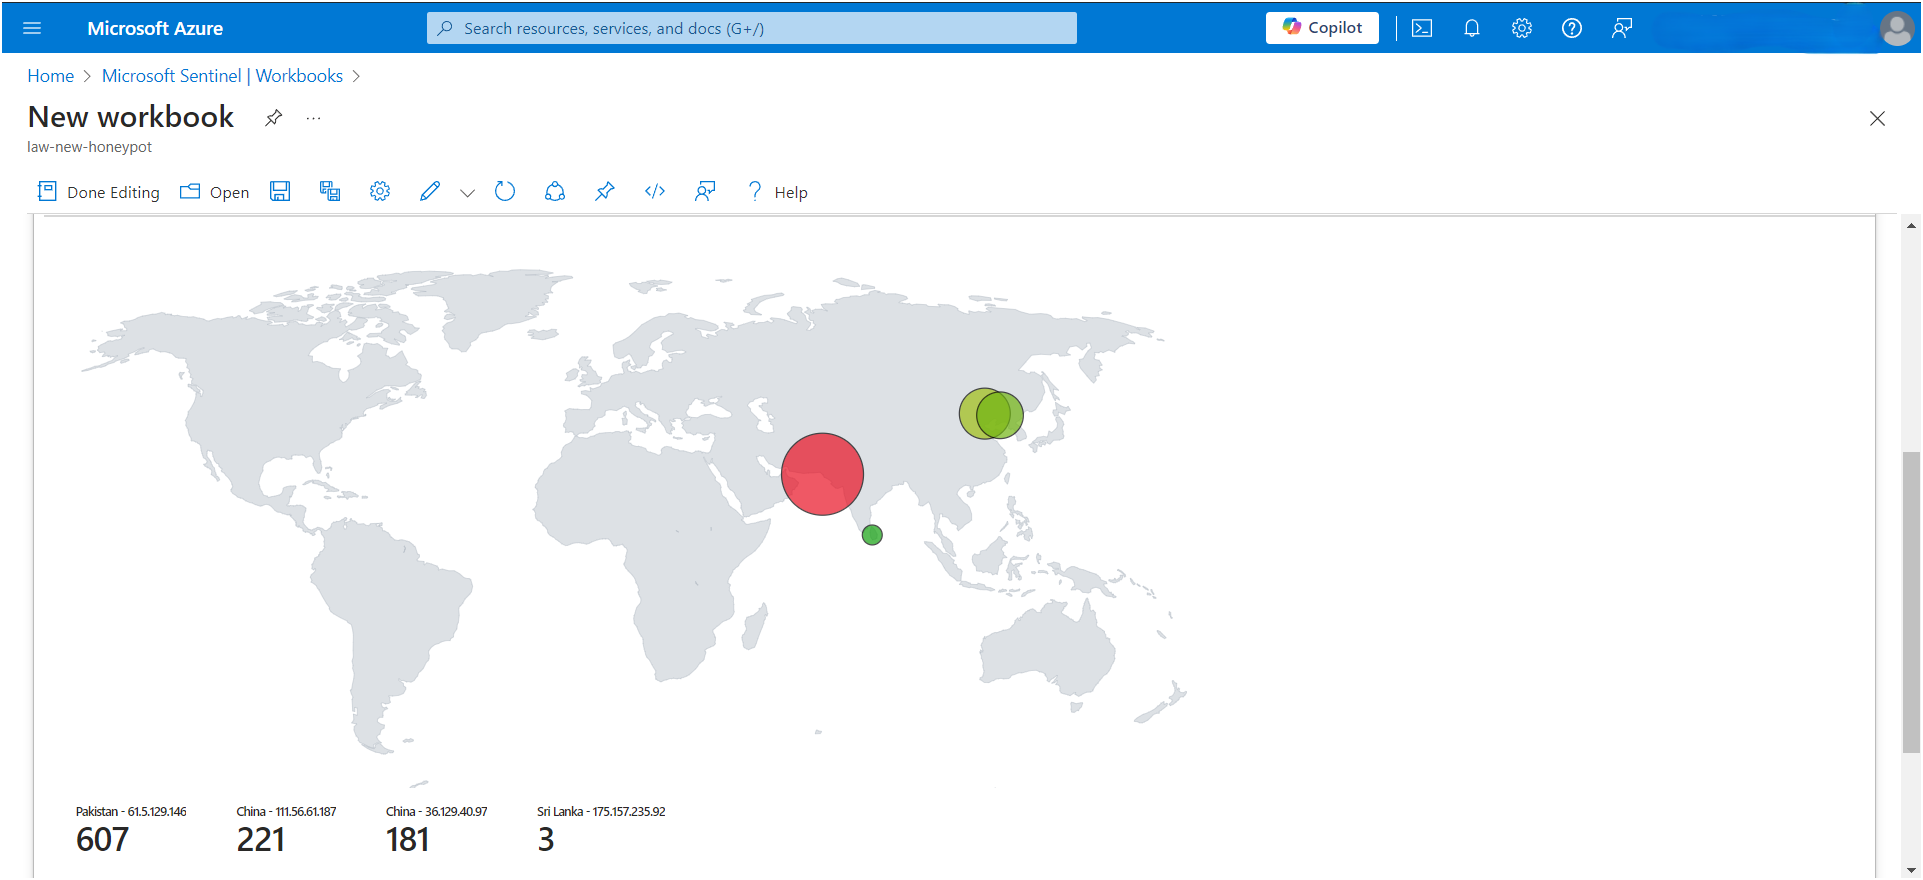 Microsoft Azure
Search resources, services, and docs (G+/)
Copilot
Home > Microsoft Sentinel | Workbooks >
New workbook
law-new-honeypot
Done Editing
Open
Help
Pakistan - 61.5.129.146
607
China - 111.56.61.187
221
China - 36.129.40.97
181
Sri Lanka - 175.157.235.92
3